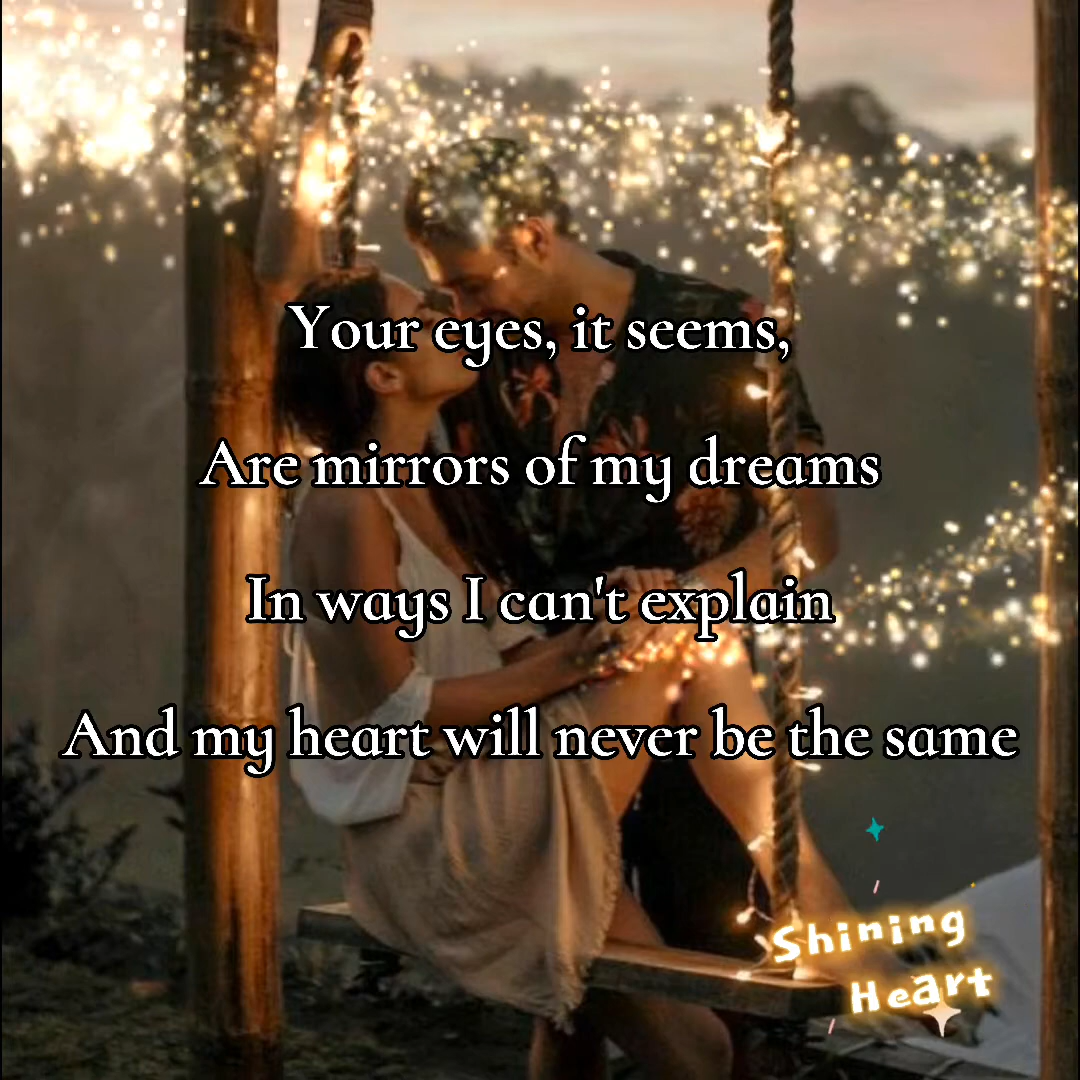 Your eyes, it seems,
Are mirrors of my dreams
In ways I can't explain
And my heart will never be the same
Shining
Heart